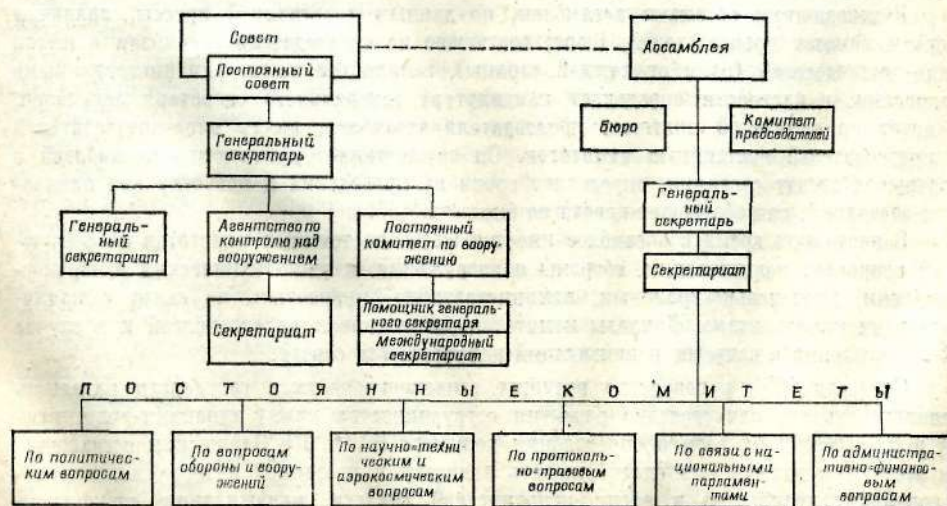 Совет
Постоянный
совет
Генеральный
секретарь
Генераль-
ный
секретариат
Агентство по
контролю над
вооружением
Постоянный
комитет по воору-
жению
Секретариат
Помощник генераль-
ного секретаря
Международный
секретариат
Ассамблея
Бюро
Комитет
председателей
Генераль
ный
секретарь
Секретариат
ПОСТОЯННЫЕ КОМИТЕТЫ
По политичес-
ким вопросам
По вопросам
обороны и воору
жений
По научно-техни
ческим и
аэрокосмическим
вопросам
По протоколь-
но-правовым
вопросам
По связи с на-
циональными
парламен-
тами
По администра-
тивно-финансо-
вым
вопросам